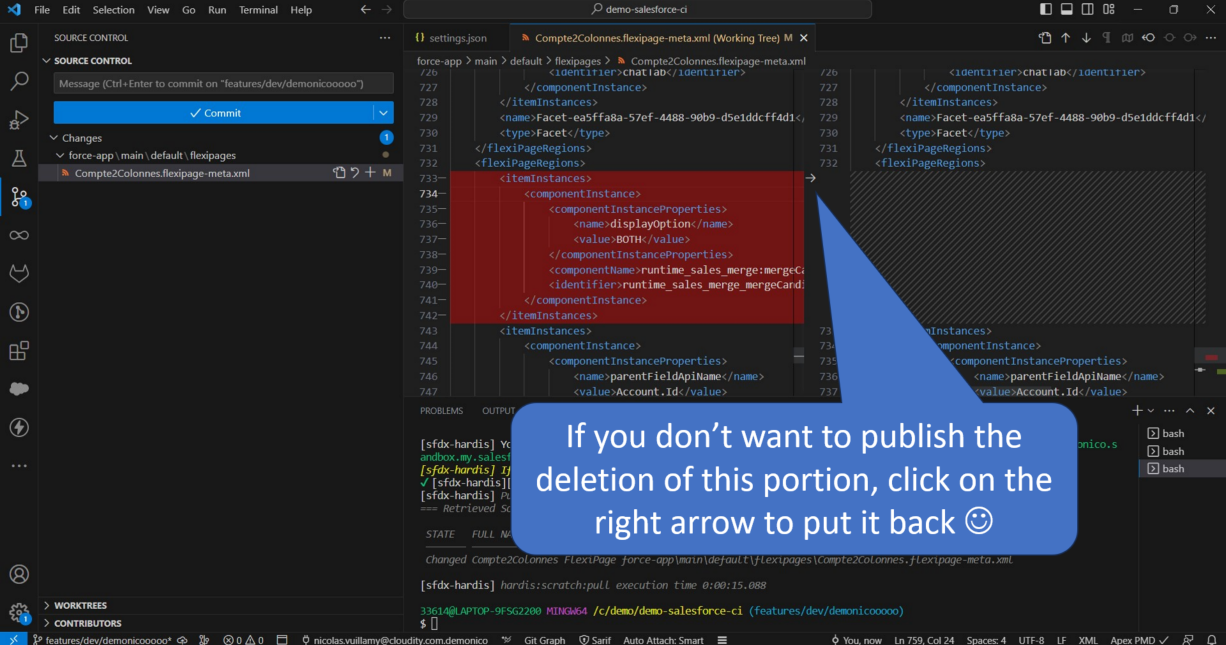 File Edit Selection View Go Run Terminal Help
demo-salesforce-ci
SOURCE CONTROL
SOURCE CONTROL
Message (Ctrl+Enter to commit on "features/dev/demonicooooo")
Commit
Changes
1
force-app\main\default\flexipages
Compte2Colonnes.flexipage-meta.xml M
settings.json
Compte2Colonnes.flexipage-meta.xml (Working Tree) M
force-app > main > default > flexipages > Compte2Colonnes.flexipage-meta.xml
726 <identifier>chatTab</identifier>
727 </componentInstance>
728 </itemInstances>
729 <name>Facet-ea5ffa8a-57ef-4488-90b9-d5e1ddcff4d1</
730 <type>Facet</type>
731 </flexiPageRegions>
732 <flexiPageRegions>
733— <itemInstances>
734— <componentInstance>
735— <componentInstanceProperties>
736— <name>displayOption</name>
737— <value>BOTH</value>
738— </componentInstanceProperties>
739— <componentName>runtime_sales_merge:mergeCa
740— <identifier>runtime_sales_merge_mergeCandi
741— </componentInstance>
742— </itemInstances>
743 <itemInstances>
744 <componentInstance>
745 <componentInstanceProperties>
746 <name>parentFieldApiName</name>
747 <value>Account.Id</value>
726 <identifier>chatTab</identifier>
727 </componentInstance>
728 </itemInstances>
729 <name>Facet-ea5ffa8a-57ef-4488-90b9-d5e1ddcff4d1</
730 <type>Facet</type>
731 </flexiPageRegions>
732 <flexiPageRegions>
mInstances>
mponentInstance>
componentInstanceProperties>
736 <name>parentFieldApiName</name>
737 <value>Account.Id</value>
If you don't want to publish the
deletion of this portion, click on the
right arrow to put it back ☺
PROBLEMS OUTPUT
[sfdx-hardis] Yo
onico.s
andbox.my.salesf
[sfdx-hardis] If
✓ [sfdx-hardis][
[sfdx-hardis] Pu
=== Retrieved So
STATE FULL NA
Changed Compte2Colonnes FlexiPage force-app\main\default\flexipages\Compte2Colonnes.flexipage-meta.xml
[sfdx-hardis] hardis:scratch:pull execution time 0:00:15.088
33614@LAPTOP-9FSG2200 MINGW64 /c/demo/demo-salesforce-ci (features/dev/demonicooooo)
$
bash
bash
bash
WORKTREES
CONTRIBUTORS
features/dev/demonicooooo* 0 0 nicolas.vuillamy@cloudity.com.demonico Git Graph Sarif Auto Attach: Smart You, now Ln 759, Col 24 Spaces: 4 UTF-8 LF XML Apex PMD ✓